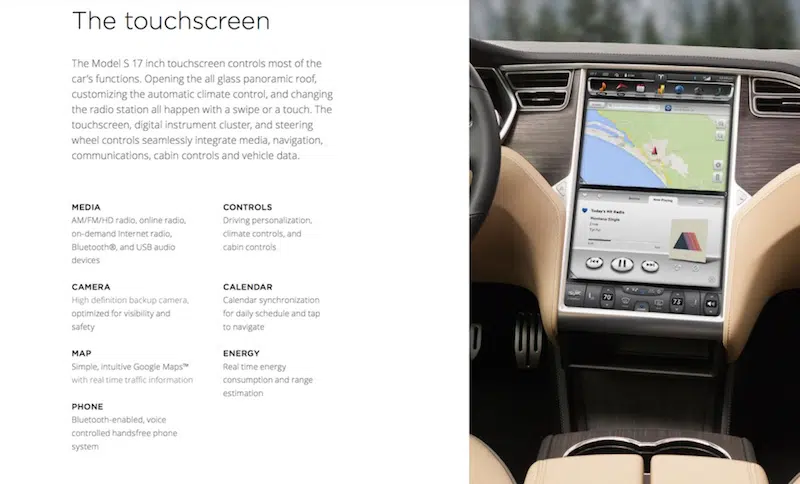 The touchscreen
The Model S 17 inch touchscreen controls most of the
car's functions. Opening the all glass panoramic roof,
customizing the automatic climate control, and changing
the radio station all happen with a swipe or a touch. The
touchscreen, digital instrument cluster, and steering
wheel controls seamlessly integrate media, navigation,
communications, cabin controls and vehicle data.
MEDIA
AM/FM/HD radio, online radio,
on-demand Internet radio,
Bluetooth®, and USB audio
devices
CONTROLS
Driving personalization,
climate controls, and
cabin controls
CAMERA
High definition backup camera,
optimized for visibility and
safety
CALENDAR
Calendar synchronization
for daily schedule and tap
to navigate
MAP
Simple, intuitive Google Maps™
with real time traffic information
ENERGY
Real time energy
consumption and range
estimation
PHONE
Bluetooth-enabled, voice
controlled handsfree phone
system
Now Playing
Today's Hit Radio
70°
73°